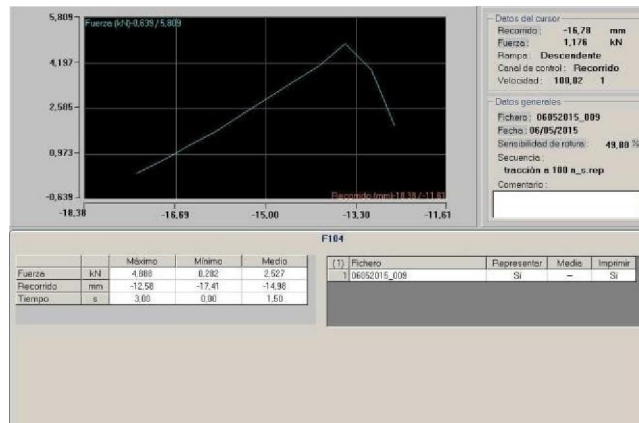 5,809
Fuerza (kN)-0,639 / 5,809
4,197
2,585
0,973
-0,639
Recorrido (mm)-18,38 / -11,61
-18,38 -16,69 -15,00 -13,30 -11,61
Datos del cursor
Recorrido: -16,78 mm
Fuerza: 1,176 kN
Rampa: Descendente
Canal de control: Recorrido
Velocidad: 100,02 1
Datos generales
Fichero: 06052015_009
Fecha: 06/05/2015
Sensibilidad de rotura: 49,80 %
Secuencia:
tracción a 100 n_s.rep
Comentario:
F104
Máximo Mínimo Medio
Fuerza kN 4,888 0,282 2,527
Recorrido mm -12,58 -17,41 -14,98
Tiempo s 3,00 0,00 1,50
(1) Fichero Representar Media Imprimir
1 06052015_009 Sí – Sí